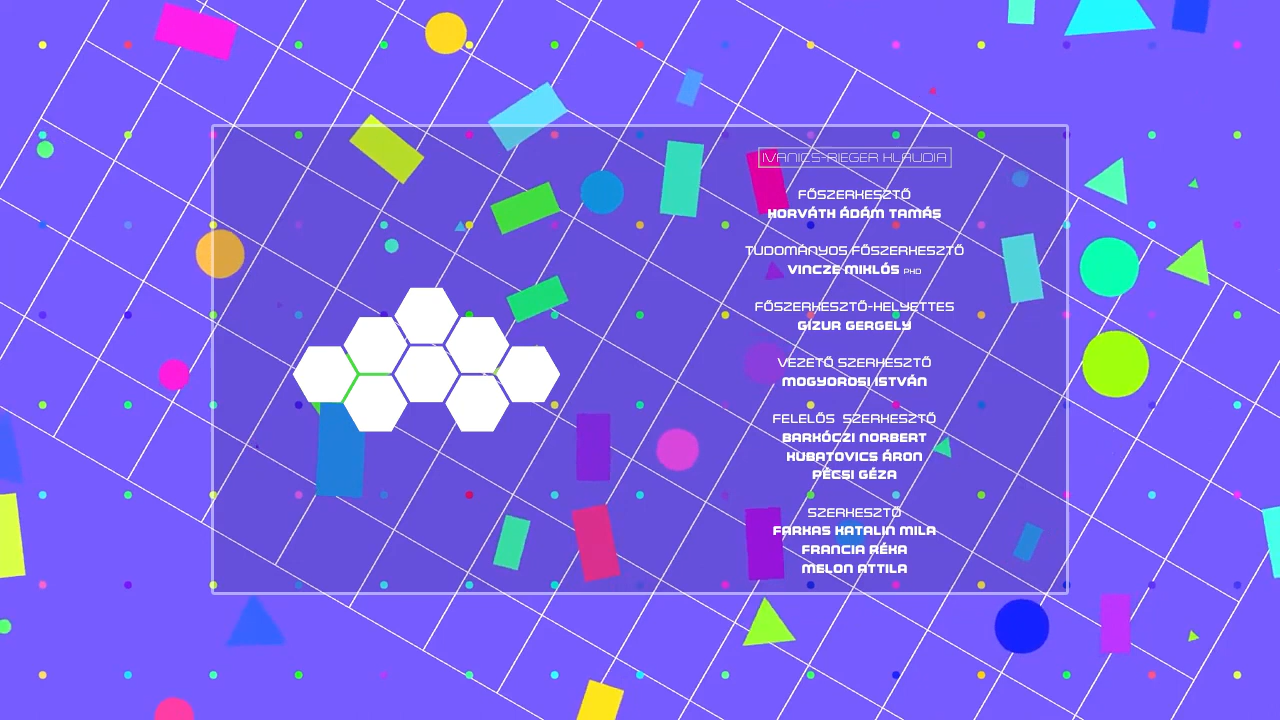 IVANICS-RIEGER KLAUDIA
FŐSZERKESZTŐ
HORVÁTH ÁDÁM TAMÁS
TUDOMÁNYOS FŐSZERKESZTŐ
VINCZE MIKLÓS PHD
FŐSZERKESZTŐ-HELYETTES
GIZUR GERGELY
VEZETŐ SZERKESZTŐ
MOGYOROSI ISTVÁN
FELELŐS SZERKESZTŐ
BARKÓCZI NORBERT
KUBATOVICS ÁRON
PÉCSI GÉZA
SZERKESZTŐ
FARKAS KATALIN MILA
FRANCIA RÉKA
MELON ATTILA